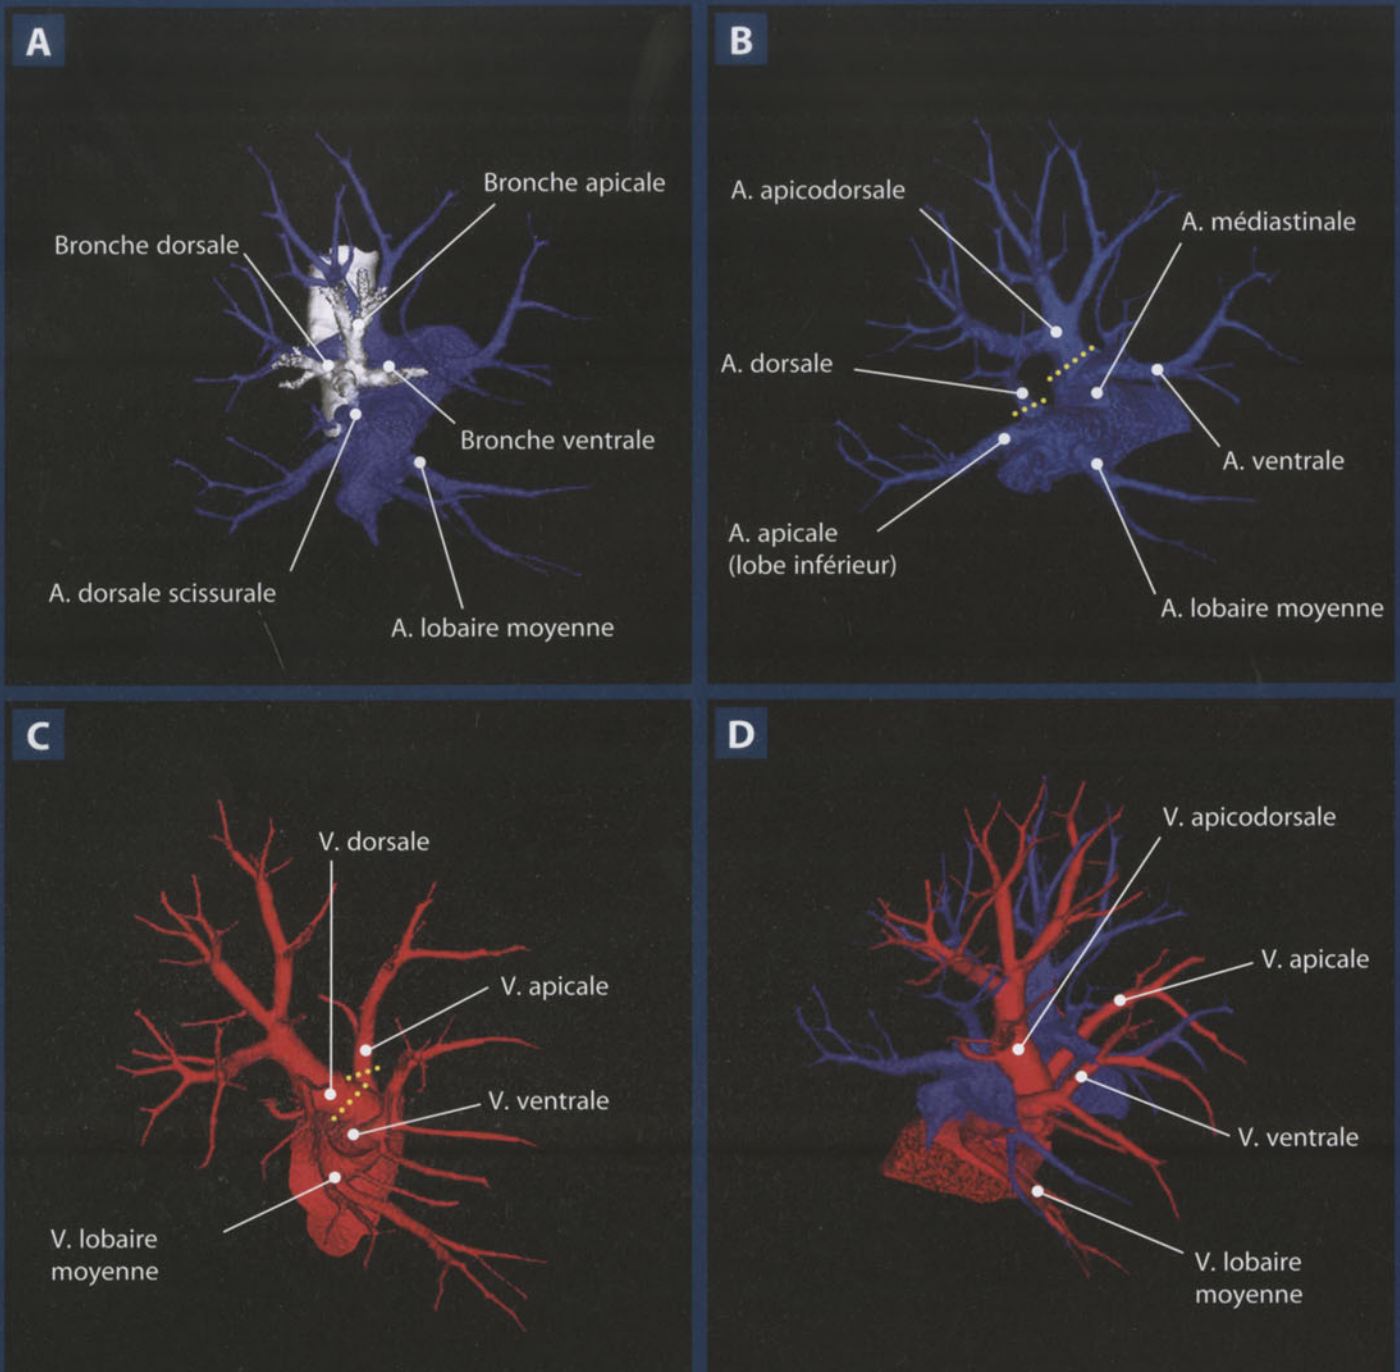 A
Bronche apicale
Bronche dorsale
Bronche ventrale
A. dorsale scissurale
A. lobaire moyenne
B
A. apicodorsale
A. médiastinale
A. dorsale
A. ventrale
A. apicale
(lobe inférieur)
A. lobaire moyenne
C
V. dorsale
V. apicale
V. ventrale
V. lobaire
moyenne
D
V. apicodorsale
V. apicale
V. ventrale
V. lobaire
moyenne